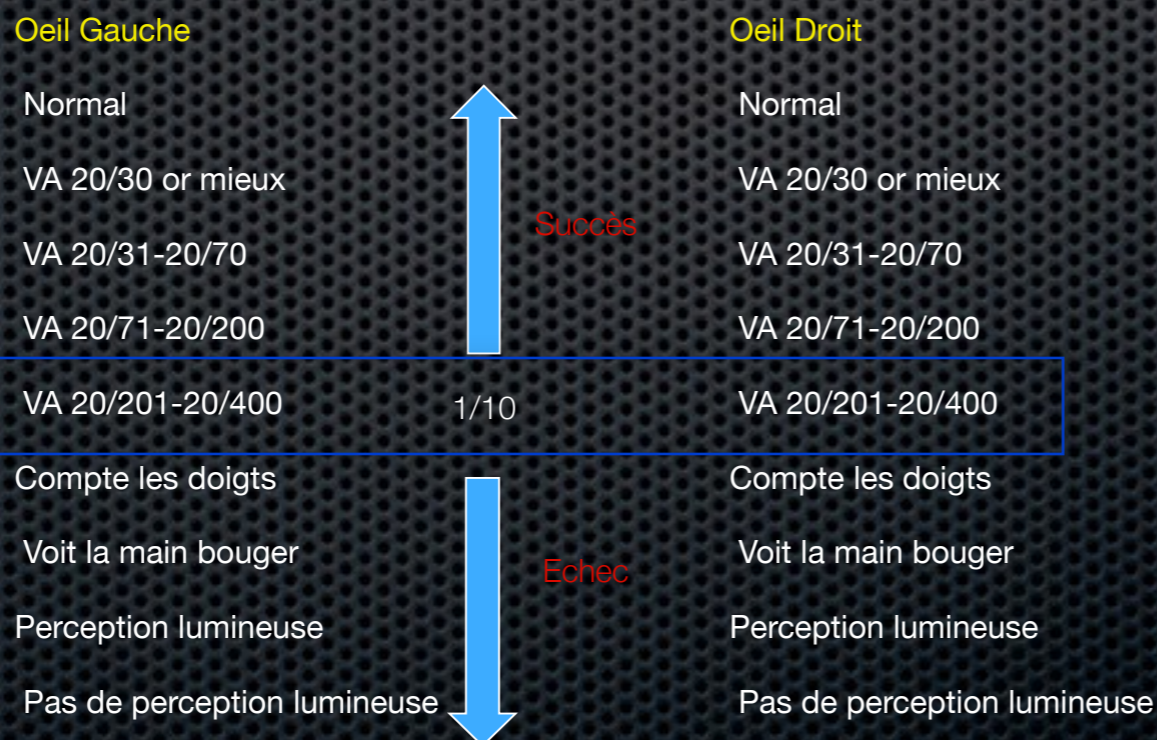 Oeil Gauche
Oeil Droit
Normal
Normal
VA 20/30 or mieux
VA 20/30 or mieux
Succès
VA 20/31-20/70
VA 20/31-20/70
VA 20/71-20/200
VA 20/71-20/200
VA 20/201-20/400
1/10
VA 20/201-20/400
Compte les doigts
Compte les doigts
Voit la main bouger
Voit la main bouger
Echec
Perception lumineuse
Perception lumineuse
Pas de perception lumineuse
Pas de perception lumineuse